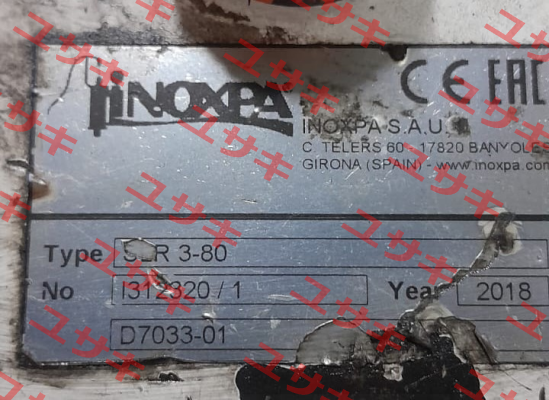 INOXPA
CE EAC
INOXPA S.A.U.
C TELERS 60 - 17820 BANYOLES
GIRONA (SPAIN) - www.inoxpa.com
Type SLR 3-80
No I312320 / 1 Year 2018
D7033-01
ユサキ